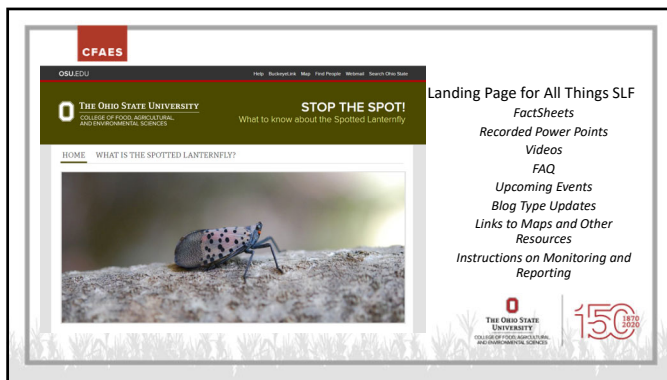 CFAES
OSU.EDU
Help BuckeyeLink Map Find People Webmail Search Ohio State
THE OHIO STATE UNIVERSITY
COLLEGE OF FOOD, AGRICULTURAL,
AND ENVIRONMENTAL SCIENCES
STOP THE SPOT!
What to know about the Spotted Lanternfly
HOME WHAT IS THE SPOTTED LANTERNFLY?
Landing Page for All Things SLF
FactSheets
Recorded Power Points
Videos
FAQ
Upcoming Events
Blog Type Updates
Links to Maps and Other
Resources
Instructions on Monitoring and
Reporting
THE OHIO STATE
UNIVERSITY
COLLEGE OF FOOD, AGRICULTURAL,
AND ENVIRONMENTAL SCIENCES
150
1870
2020